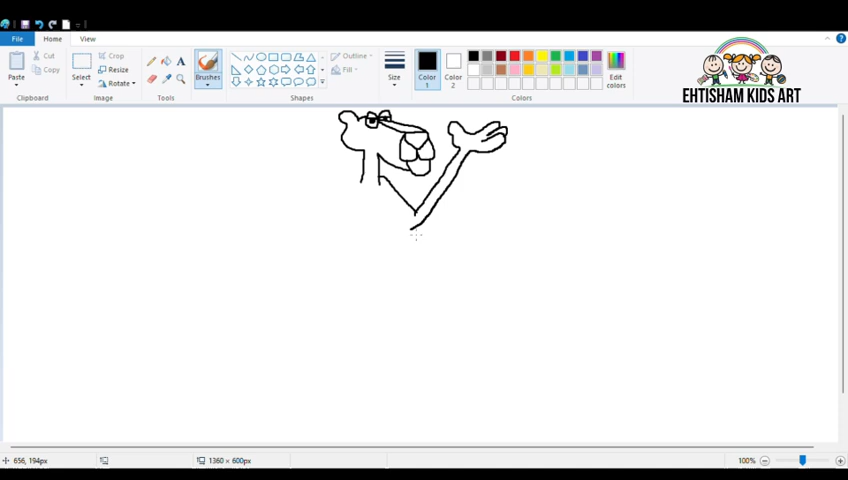 File Home View
Paste Cut Copy Select Crop Resize Rotate A Brushes Outline Fill Size Color 1 Color 2 Edit colors
Clipboard Image Tools Shapes Colors
EHTISHAM KIDS ART
656, 194px 1360 × 600px 100%